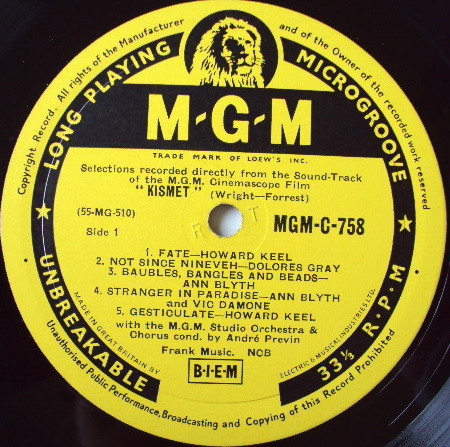 Copyright Record. All rights of the Manufacturer
and of the Owner of the recorded work reserved
LONG PLAYING
MICROGROOVE
M-G-M
TRADE MARK OF LOEW'S INC.
Selections recorded directly from the Sound-Track
of the M.G.M. Cinemascope Film
"KISMET" (Wright—Forrest)
(55-MG-510)
MGM-C-758
Side 1
R T
1. FATE—HOWARD KEEL
2. NOT SINCE NINEVEH—DOLORES GRAY
3. BAUBLES, BANGLES AND BEADS—
ANN BLYTH
4. STRANGER IN PARADISE—ANN BLYTH
and VIC DAMONE
5. GESTICULATE—HOWARD KEEL
with the M.G.M. Studio Orchestra &
Chorus cond. by André Previn
Frank Music. NCB
B·I·E·M
UNBREAKABLE
33⅓ R.P.M
MADE IN GREAT BRITAIN BY
ELECTRIC & MUSICAL INDUSTRIES LTD.
Unauthorised Public Performance, Broadcasting and Copying of this Record Prohibited